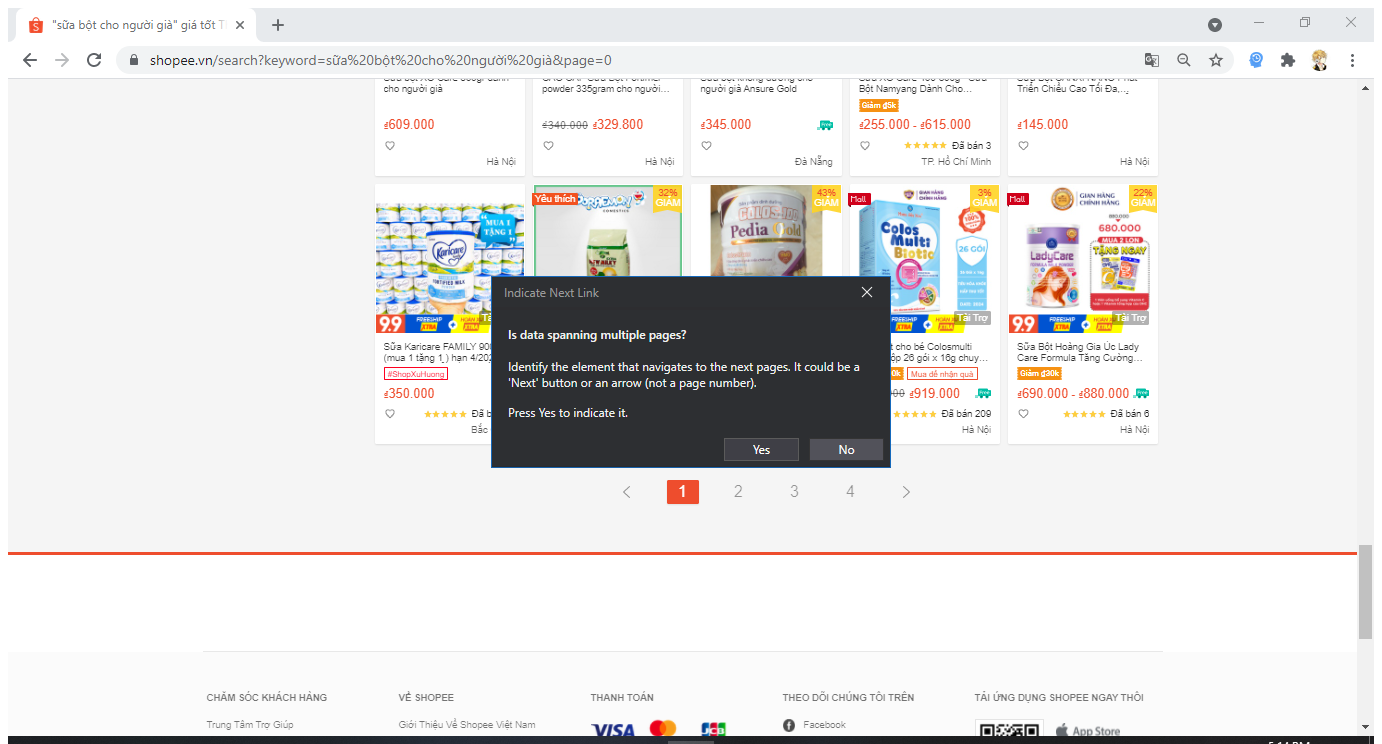 "sữa bột cho người già" giá tốt T
shopee.vn/search?keyword=sữa%20bột%20cho%20người%20già&page=0
cho người già
powder 335gram cho người...
người già Ansure Gold
Bột Namyang Dành Cho...
Triển Chiều Cao Tối Đa,...
Giảm ₫5k
₫609.000
₫340.000 ₫329.800
₫345.000
₫255.000 - ₫615.000
₫145.000
Đã bán 3
Hà Nội
Hà Nội
Đà Nẵng
TP. Hồ Chí Minh
Hà Nội
MUA 1
TẶNG 1
Karicare
9.9 FREESHIP XTRA
Yêu thích
DORAEMON
32%
GIẢM
43%
GIẢM
Pedia Gold
Mall
GIAN HÀNG
CHÍNH HÃNG
3%
GIẢM
Colos
Multi
Biotic
26 GÓI
Tài Trợ
Mall
GIAN HÀNG
CHÍNH HÃNG
22%
GIẢM
880.000
680.000
MUA 2 LON
TẶNG NGAY
LadyCare
9.9 FREESHIP XTRA
Tài Trợ
Indicate Next Link
Is data spanning multiple pages?
Identify the element that navigates to the next pages. It could be a
'Next' button or an arrow (not a page number).
Press Yes to indicate it.
Yes
No
Sữa Karicare FAMILY 90
(mua 1 tặng 1 ) hạn 4/202
#ShopXuHuong
₫350.000
Đã b
Bắc
t cho bé Colosmulti
ộp 26 gói x 16g chuy...
0k Mua để nhận quà
00 ₫919.000
Đã bán 209
Hà Nội
Sữa Bột Hoàng Gia Úc Lady
Care Formula Tăng Cường...
Giảm ₫30k
₫690.000 - ₫880.000
Đã bán 6
Hà Nội
1 2 3 4
CHĂM SÓC KHÁCH HÀNG
VỀ SHOPEE
THANH TOÁN
THEO DÕI CHÚNG TÔI TRÊN
TẢI ỨNG DỤNG SHOPEE NGAY THÔI
Trung Tâm Trợ Giúp
Giới Thiệu Về Shopee Việt Nam
VISA
JCB
Facebook
App Store